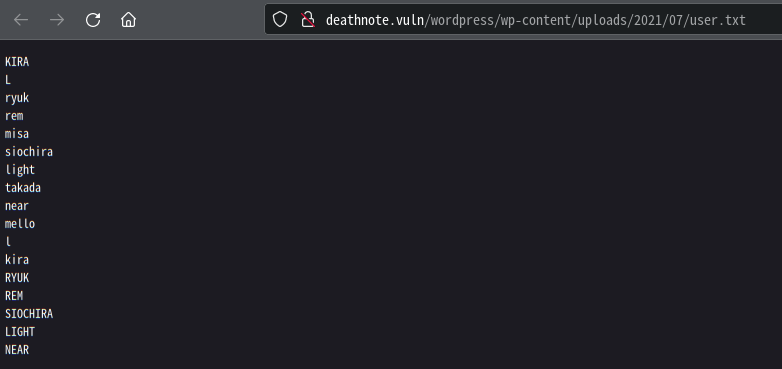 deathnote.vuln/wordpress/wp-content/uploads/2021/07/user.txt
KIRA
L
ryuk
rem
misa
siochira
light
takada
near
mello
l
kira
RYUK
REM
SIOCHIRA
LIGHT
NEAR